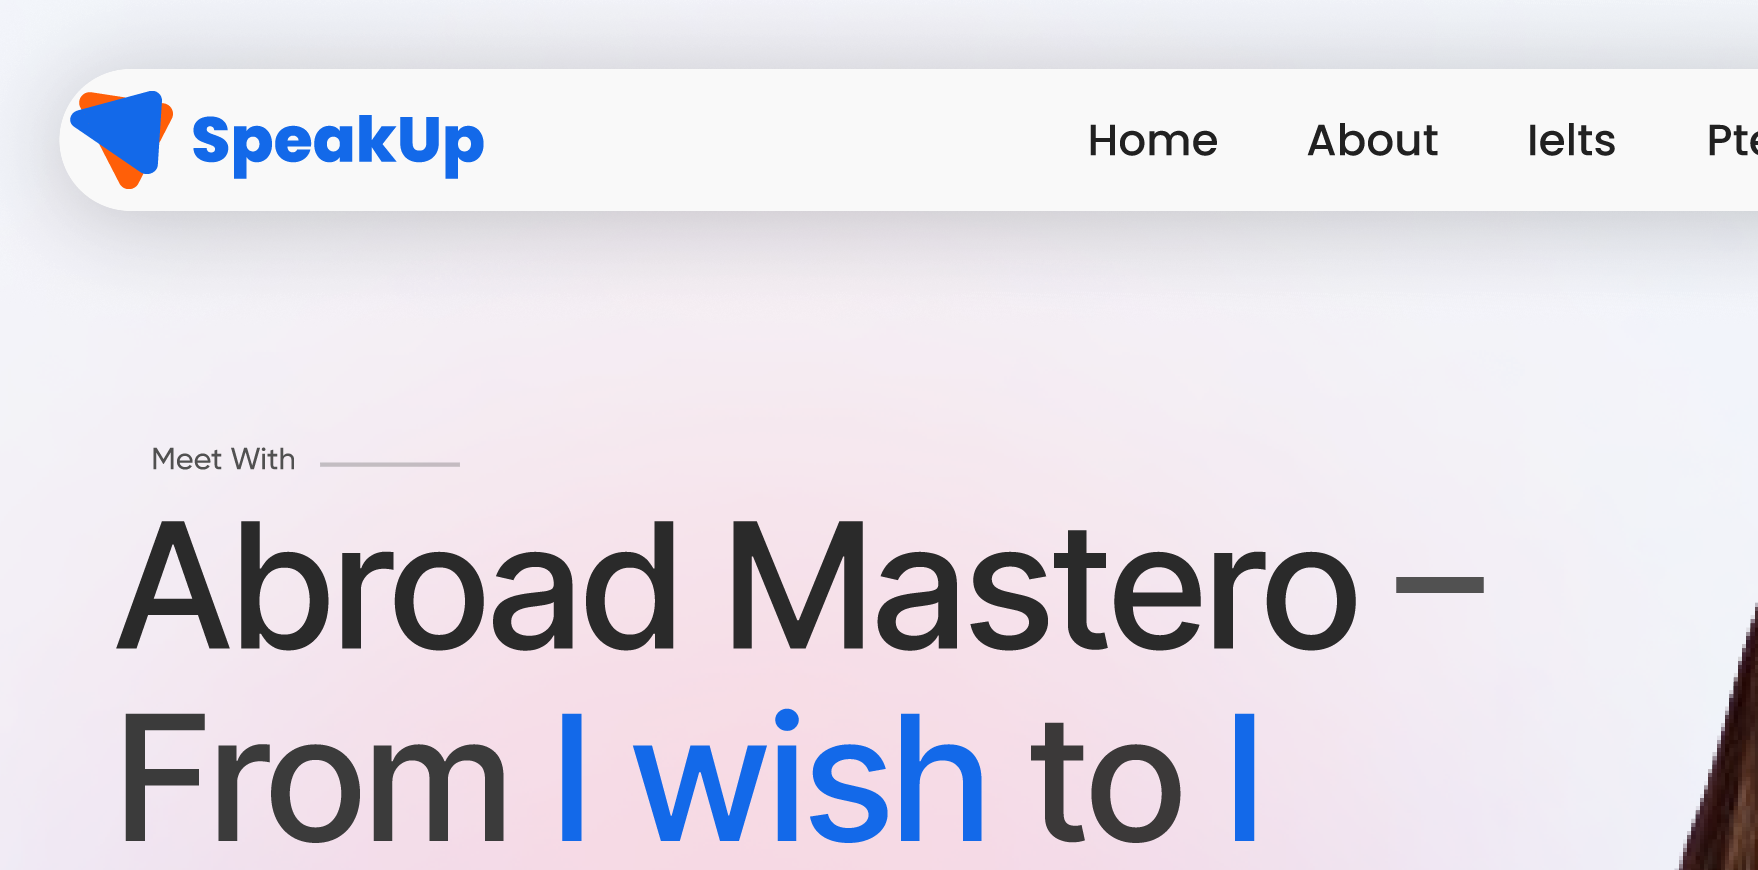 SpeakUp Home About Ielts
Meet With
Abroad Mastero –
From I wish to I